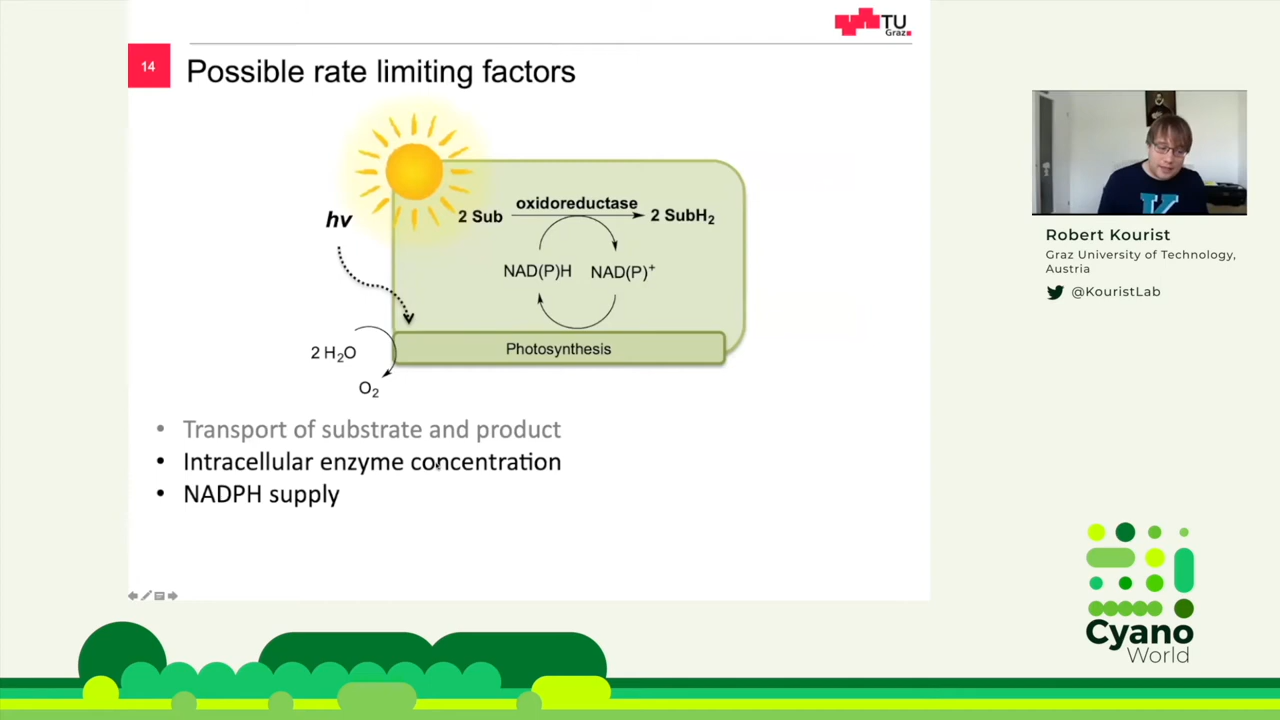 TU
Graz
14
Possible rate limiting factors
hv
2 Sub
oxidoreductase
2 SubH2
NAD(P)H
NAD(P)+
2 H2O
O2
Photosynthesis
• Transport of substrate and product
• Intracellular enzyme concentration
• NADPH supply
Robert Kourist
Graz University of Technology,
Austria
@KouristLab
Cyano
World